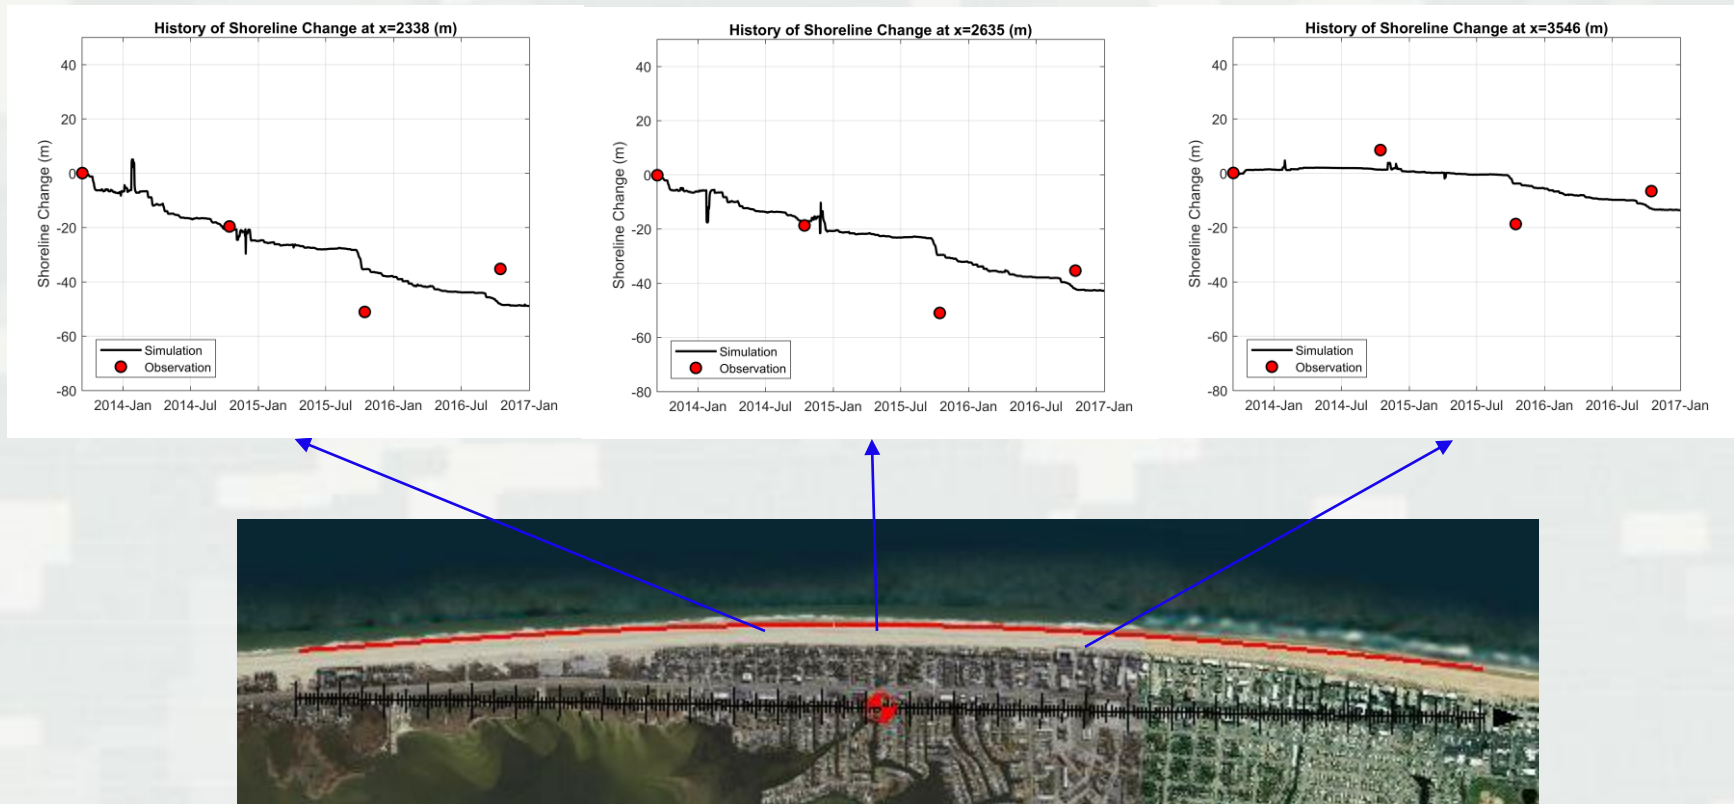 History of Shoreline Change at x=2338 (m)
Shoreline Change (m)
40
20
0
-20
-40
-60
-80
Simulation
Observation
2014-Jan 2014-Jul 2015-Jan 2015-Jul 2016-Jan 2016-Jul 2017-Jan
History of Shoreline Change at x=2635 (m)
Shoreline Change (m)
40
20
0
-20
-40
-60
-80
Simulation
Observation
2014-Jan 2014-Jul 2015-Jan 2015-Jul 2016-Jan 2016-Jul 2017-Jan
History of Shoreline Change at x=3546 (m)
Shoreline Change (m)
40
20
0
-20
-40
-60
-80
Simulation
Observation
2014-Jan 2014-Jul 2015-Jan 2015-Jul 2016-Jan 2016-Jul 2017-Jan